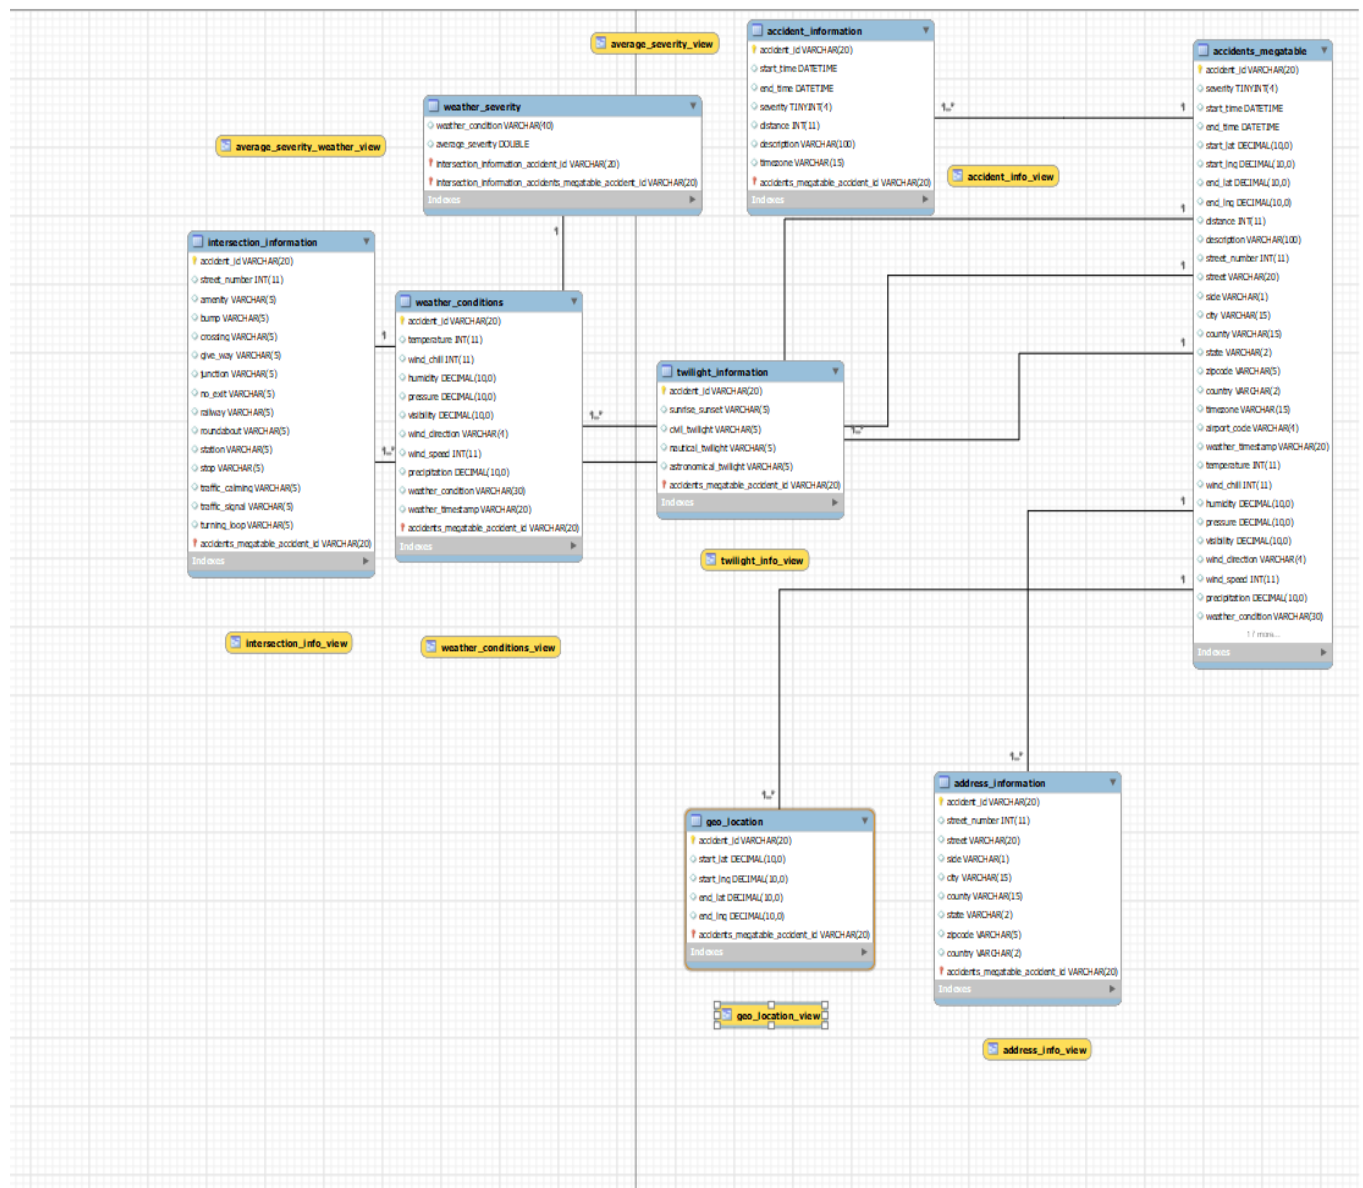 average_severity_view
accident_information
accident_id VARCHAR(20)
start_time DATETIME
end_time DATETIME
severity TINYINT(4)
distance INT(11)
description VARCHAR(100)
timezone VARCHAR(15)
accidents_megatable_accident_id VARCHAR(20)
accidents_megatable
accident_id VARCHAR(20)
severity TINYINT(4)
start_time DATETIME
end_time DATETIME
start_lat DECIMAL(10,0)
start_lng DECIMAL(10,0)
end_lat DECIMAL(10,0)
end_lng DECIMAL(10,0)
distance INT(11)
description VARCHAR(100)
street_number INT(11)
street VARCHAR(20)
side VARCHAR(1)
city VARCHAR(15)
county VARCHAR(15)
state VARCHAR(2)
zipcode VARCHAR(5)
country VARCHAR(2)
timezone VARCHAR(15)
airport_code VARCHAR(4)
weather_timestamp VARCHAR(20)
temperature INT(11)
wind_chill INT(11)
humidity DECIMAL(10,0)
pressure DECIMAL(10,0)
visibility DECIMAL(10,0)
wind_direction VARCHAR(4)
wind_speed INT(11)
precipitation DECIMAL(10,0)
weather_condition VARCHAR(30)
17 more...
Indexes
1..*
1
1
1
1
1
1
accident_info_view
weather_severity
weather_condition VARCHAR(40)
average_severity DOUBLE
intersection_information_accident_id VARCHAR(20)
intersection_information_accidents_megatable_accident_id VARCHAR(20)
Indexes
1
average_severity_weather_view
intersection_information
accident_id VARCHAR(20)
street_number INT(11)
amenity VARCHAR(5)
bump VARCHAR(5)
crossing VARCHAR(5)
give_way VARCHAR(5)
junction VARCHAR(5)
no_exit VARCHAR(5)
railway VARCHAR(5)
roundabout VARCHAR(5)
station VARCHAR(5)
stop VARCHAR(5)
traffic_calming VARCHAR(5)
traffic_signal VARCHAR(5)
turning_loop VARCHAR(5)
accidents_megatable_accident_id VARCHAR(20)
Indexes
1
1..*
weather_conditions
accident_id VARCHAR(20)
temperature INT(11)
wind_chill INT(11)
humidity DECIMAL(10,0)
pressure DECIMAL(10,0)
visibility DECIMAL(10,0)
wind_direction VARCHAR(4)
wind_speed INT(11)
precipitation DECIMAL(10,0)
weather_condition VARCHAR(30)
weather_timestamp VARCHAR(20)
accidents_megatable_accident_id VARCHAR(20)
Indexes
1..*
twilight_information
accident_id VARCHAR(20)
sunrise_sunset VARCHAR(5)
civil_twilight VARCHAR(5)
nautical_twilight VARCHAR(5)
astronomical_twilight VARCHAR(5)
accidents_megatable_accident_id VARCHAR(20)
Indexes
1..*
twilight_info_view
intersection_info_view
weather_conditions_view
1..*
geo_location
accident_id VARCHAR(20)
start_lat DECIMAL(10,0)
start_lng DECIMAL(10,0)
end_lat DECIMAL(10,0)
end_lng DECIMAL(10,0)
accidents_megatable_accident_id VARCHAR(20)
Indexes
geo_location_view
1..*
address_information
accident_id VARCHAR(20)
street_number INT(11)
street VARCHAR(20)
side VARCHAR(1)
city VARCHAR(15)
county VARCHAR(15)
state VARCHAR(2)
zipcode VARCHAR(5)
country VARCHAR(2)
accidents_megatable_accident_id VARCHAR(20)
Indexes
address_info_view